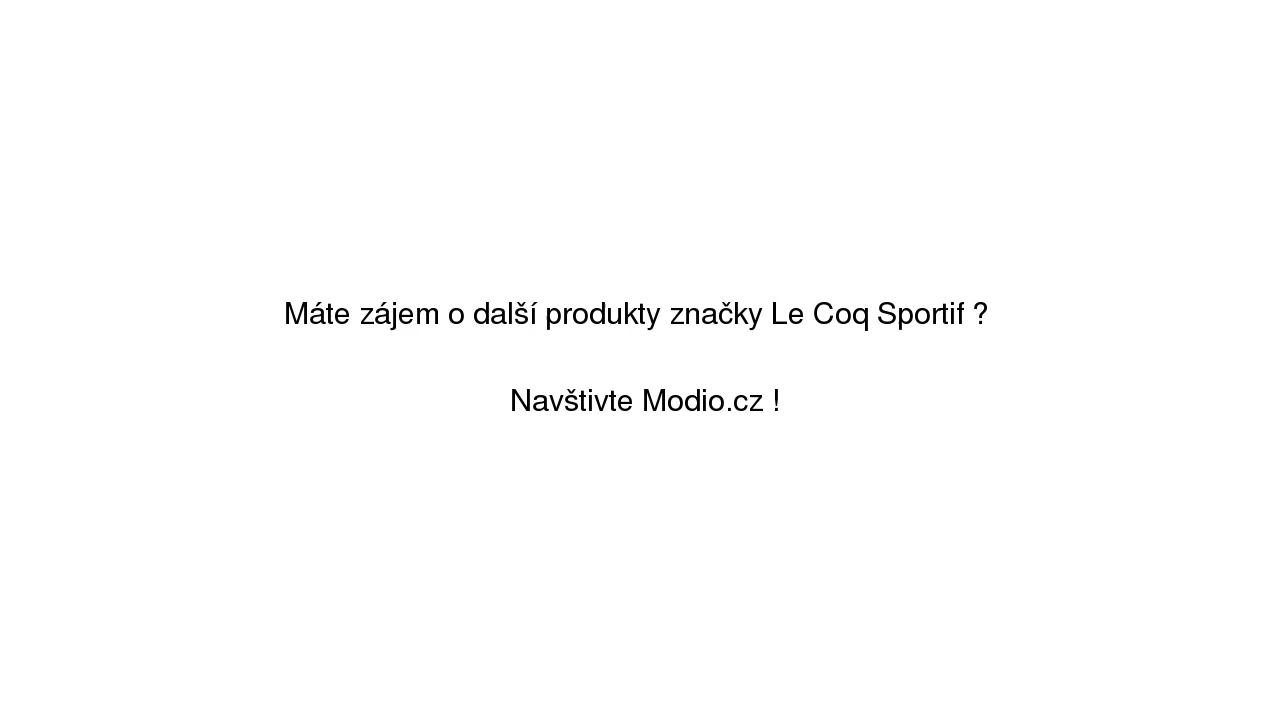 Máte zájem o další produkty značky Le Coq Sportif ?
Navštivte Modio.cz !